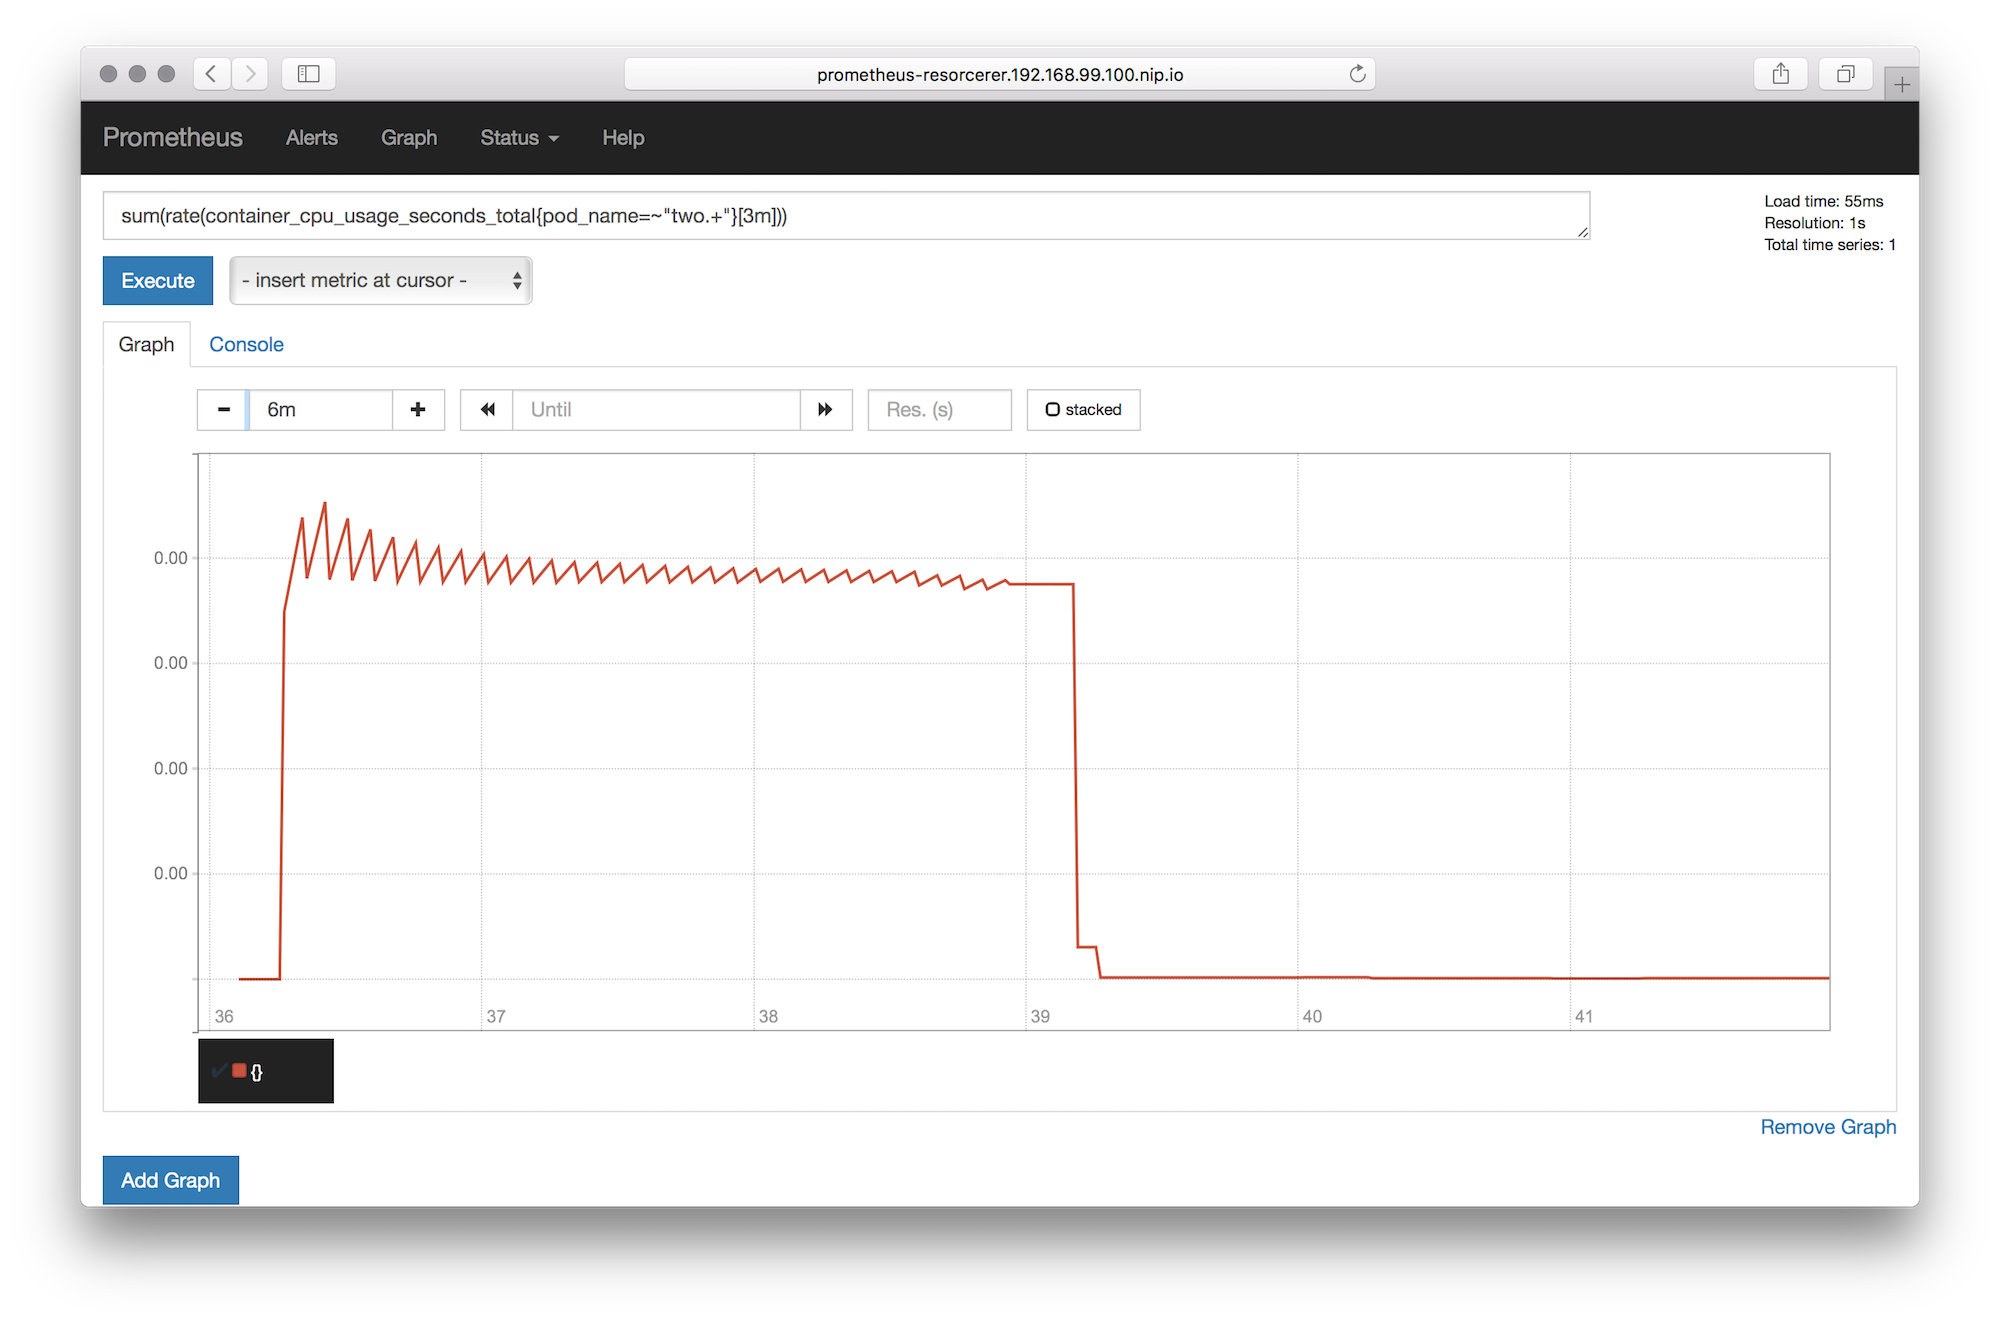 prometheus-resorcerer.192.168.99.100.nip.io
Prometheus Alerts Graph Status Help
sum(rate(container_cpu_usage_seconds_total{pod_name=~"two.+"}[3m]))
Load time: 55ms
Resolution: 1s
Total time series: 1
Execute - insert metric at cursor -
Graph Console
6m Until Res. (s) stacked
0.00
0.00
0.00
0.00
36 37 38 39 40 41
{}
Remove Graph
Add Graph